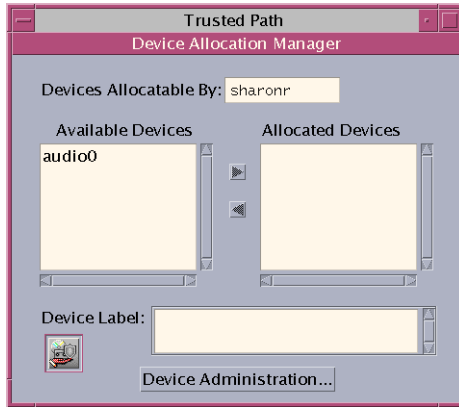 Trusted Path
Device Allocation Manager
Devices Allocatable By: sharonr
Available Devices
Allocated Devices
audio0
Device Label:
Device Administration...